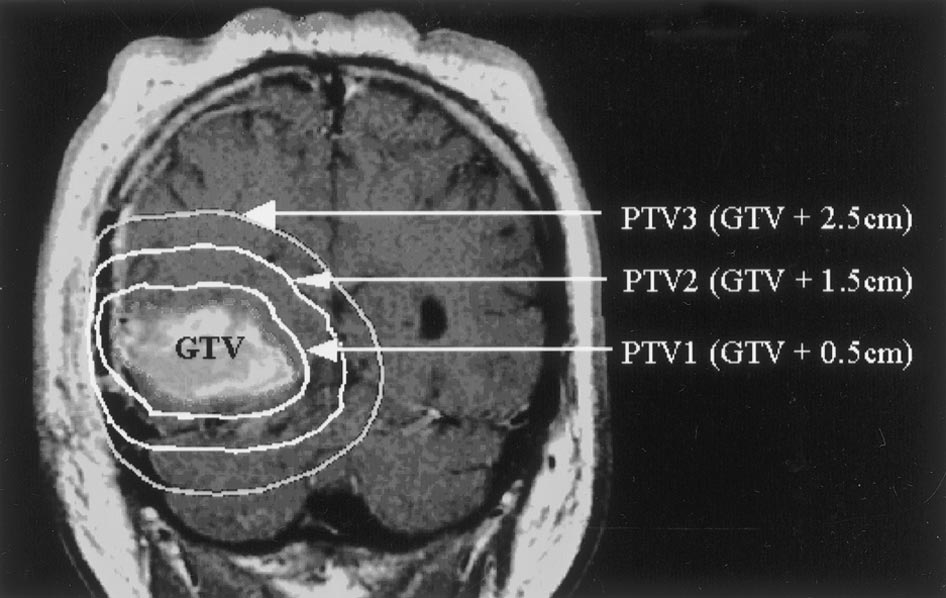 PTV3 (GTV + 2.5cm)
PTV2 (GTV + 1.5cm)
GTV
PTV1 (GTV + 0.5cm)